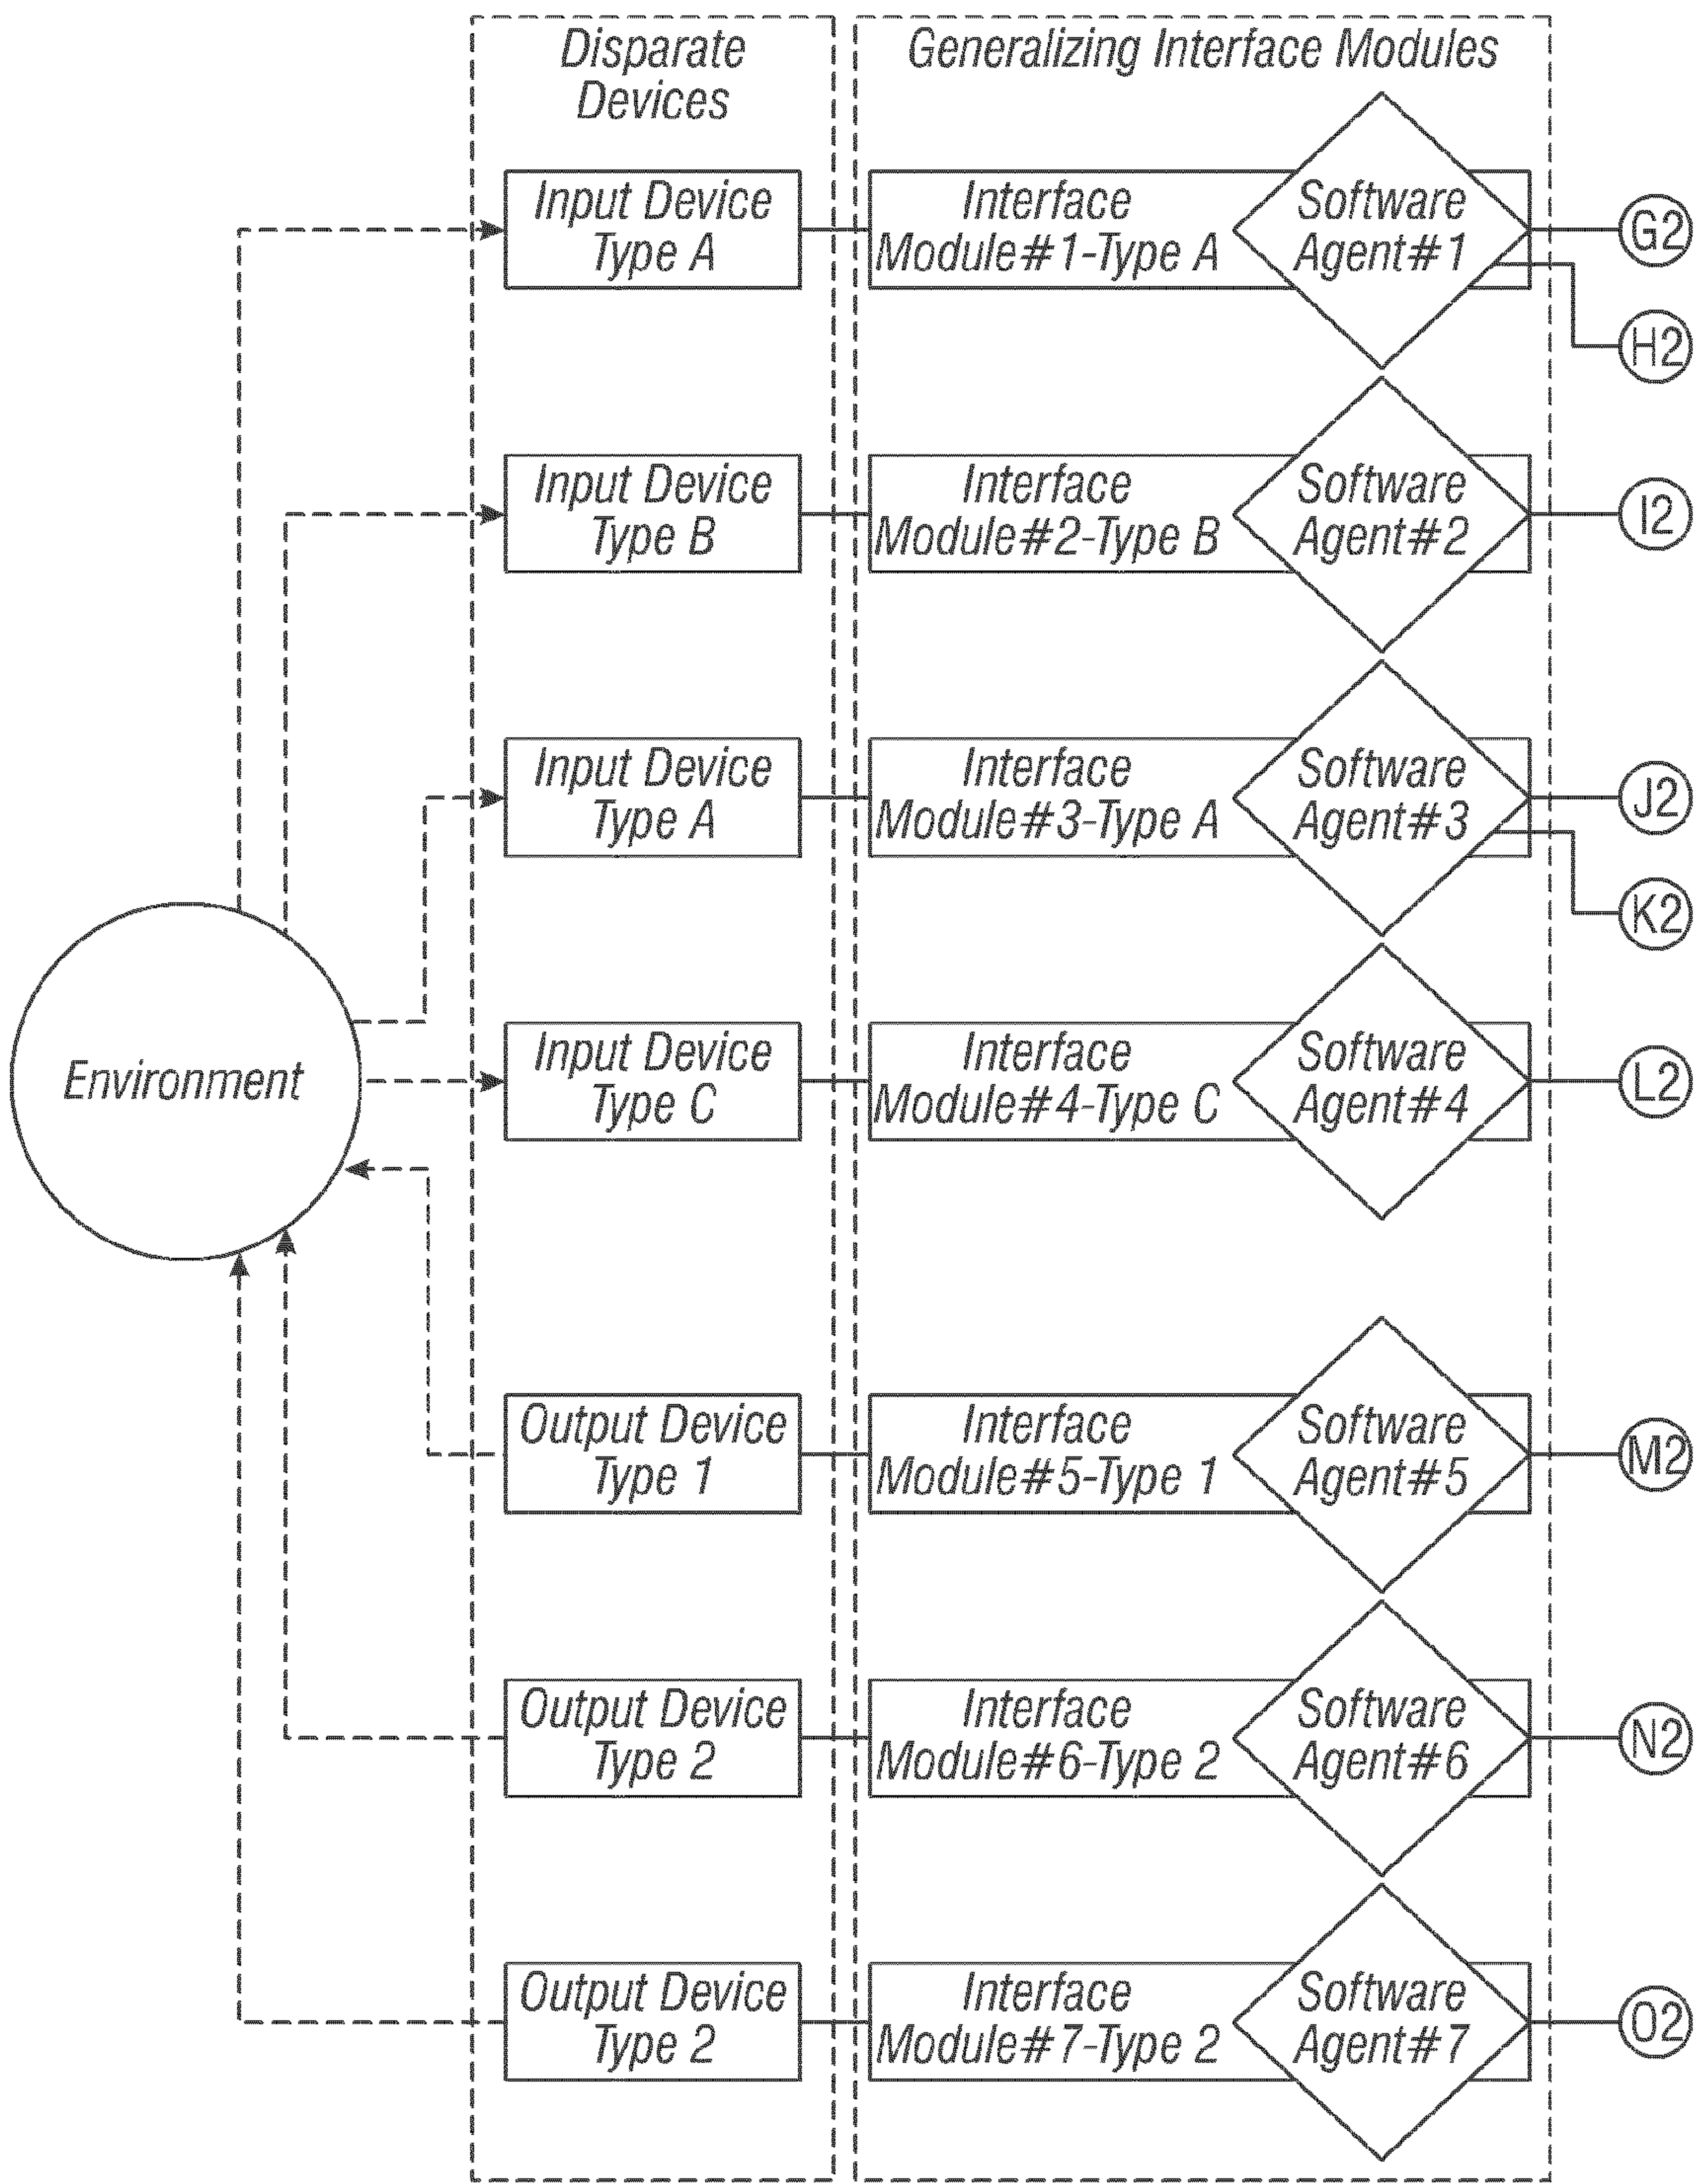 Disparate
Devices
Generalizing Interface Modules
Input Device
Type A
Interface
Module#1-Type A
Software
Agent#1
G2
H2
Input Device
Type B
Interface
Module#2-Type B
Software
Agent#2
I2
Input Device
Type A
Interface
Module#3-Type A
Software
Agent#3
J2
K2
Environment
Input Device
Type C
Interface
Module#4-Type C
Software
Agent#4
L2
Output Device
Type 1
Interface
Module#5-Type 1
Software
Agent#5
M2
Output Device
Type 2
Interface
Module#6-Type 2
Software
Agent#6
N2
Output Device
Type 2
Interface
Module#7-Type 2
Software
Agent#7
O2